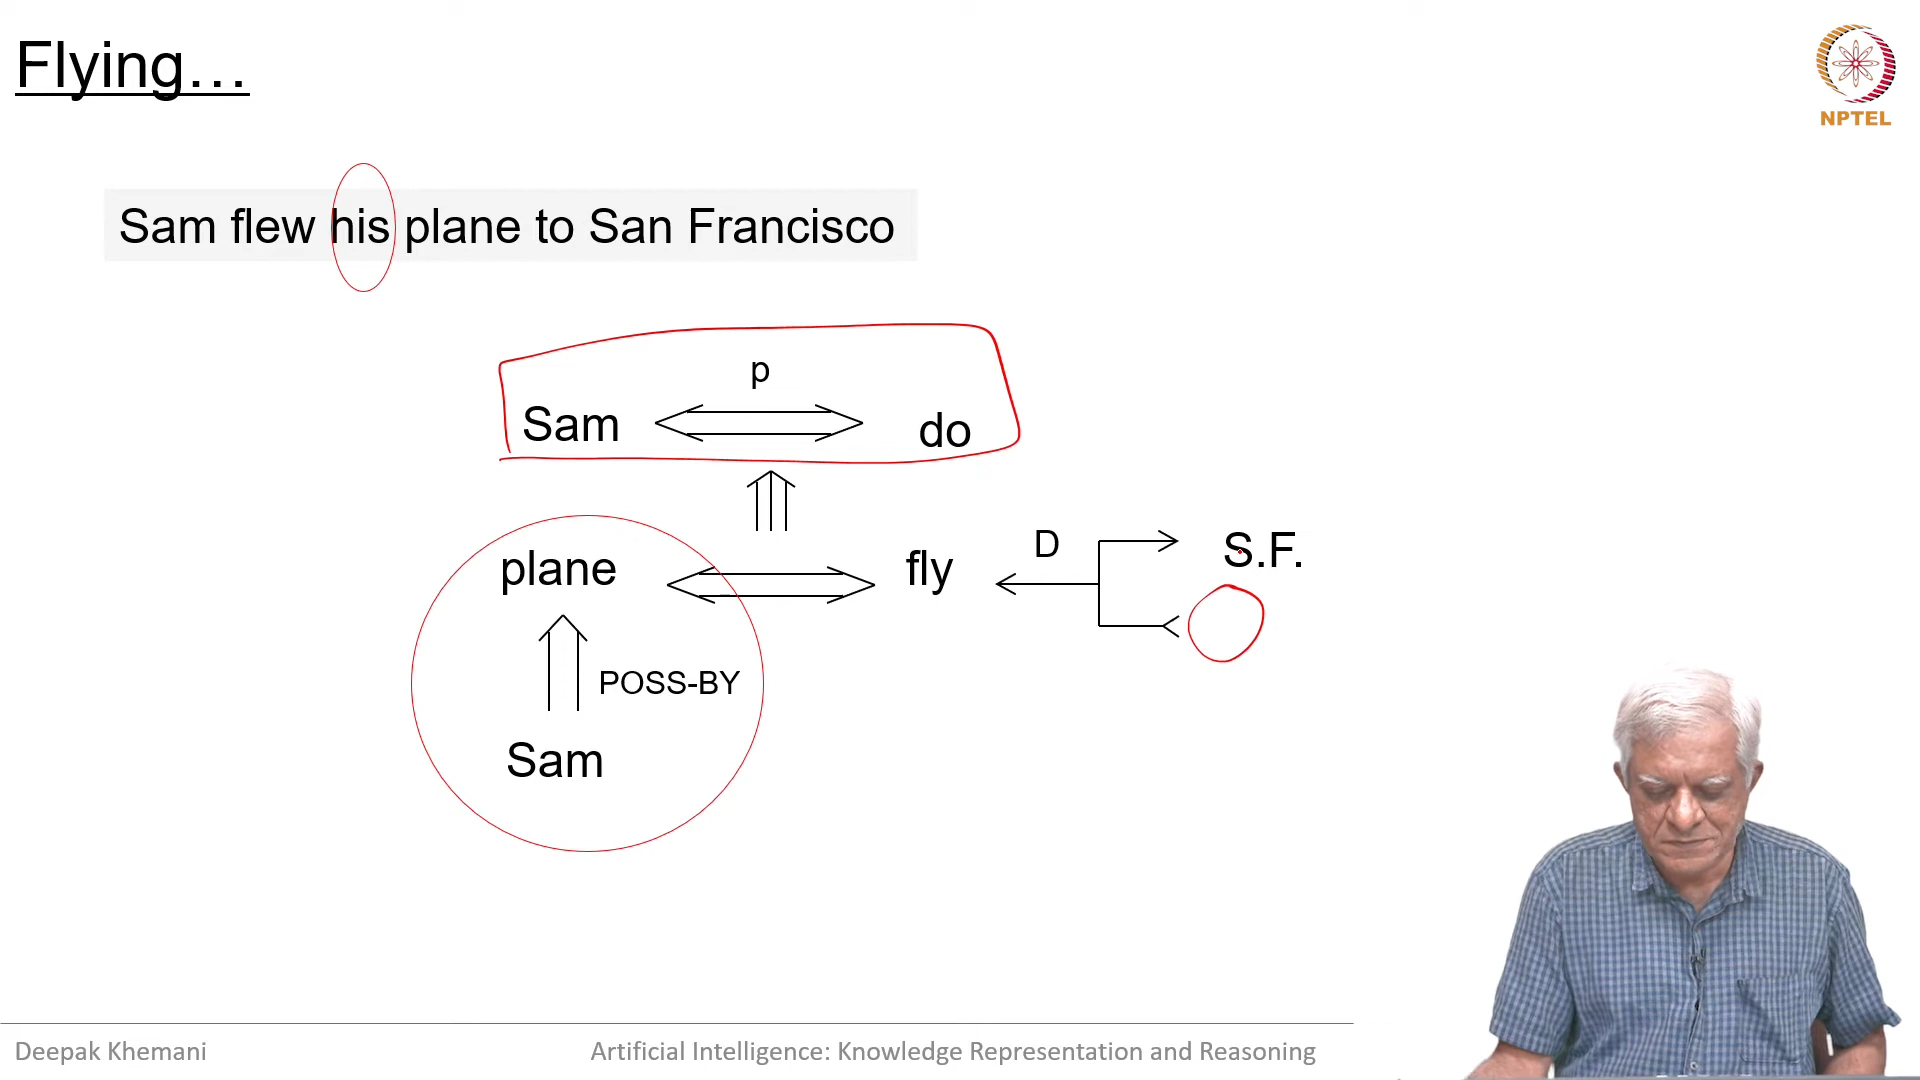 Flying...
NPTEL
Sam flew his plane to San Francisco
p
Sam do
plane fly D S.F.
POSS-BY
Sam
Deepak Khemani Artificial Intelligence: Knowledge Representation and Reasoning